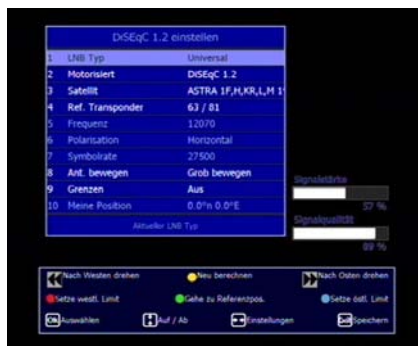 DiSEqC 1.2 einstellen
1 LNB Typ Universal
2 Motorisiert DiSEqC 1.2
3 Satellit ASTRA 1F,H,KR,L,M 1
4 Ref. Transponder 63 / 81
5 Frequenz 12070
6 Polarisation Horizontal
7 Symbolrate 27500
8 Ant. bewegen Grob bewegen
9 Grenzen Aus
10 Meine Position 0.0°n 0.0°E
Aktueller LNB Typ
Signalstärke
57 %
Signalqualität
89 %
Nach Westen drehen Neu berechnen Nach Osten drehen
Setze westl. Limit Gehe zu Referenzpos. Setze östl. Limit
Ok Auswählen Auf / Ab Einstellungen Exit Speichern